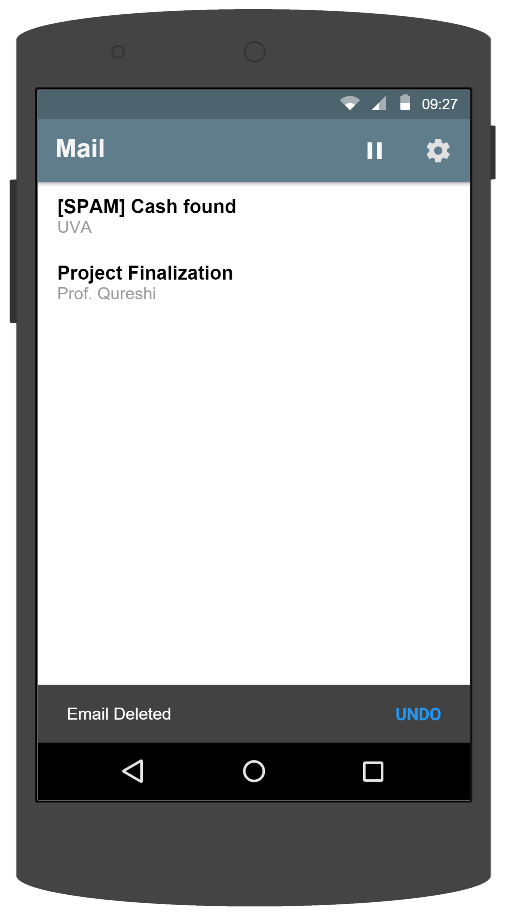 09:27
Mail
[SPAM] Cash found
UVA
Project Finalization
Prof. Qureshi
Email Deleted UNDO